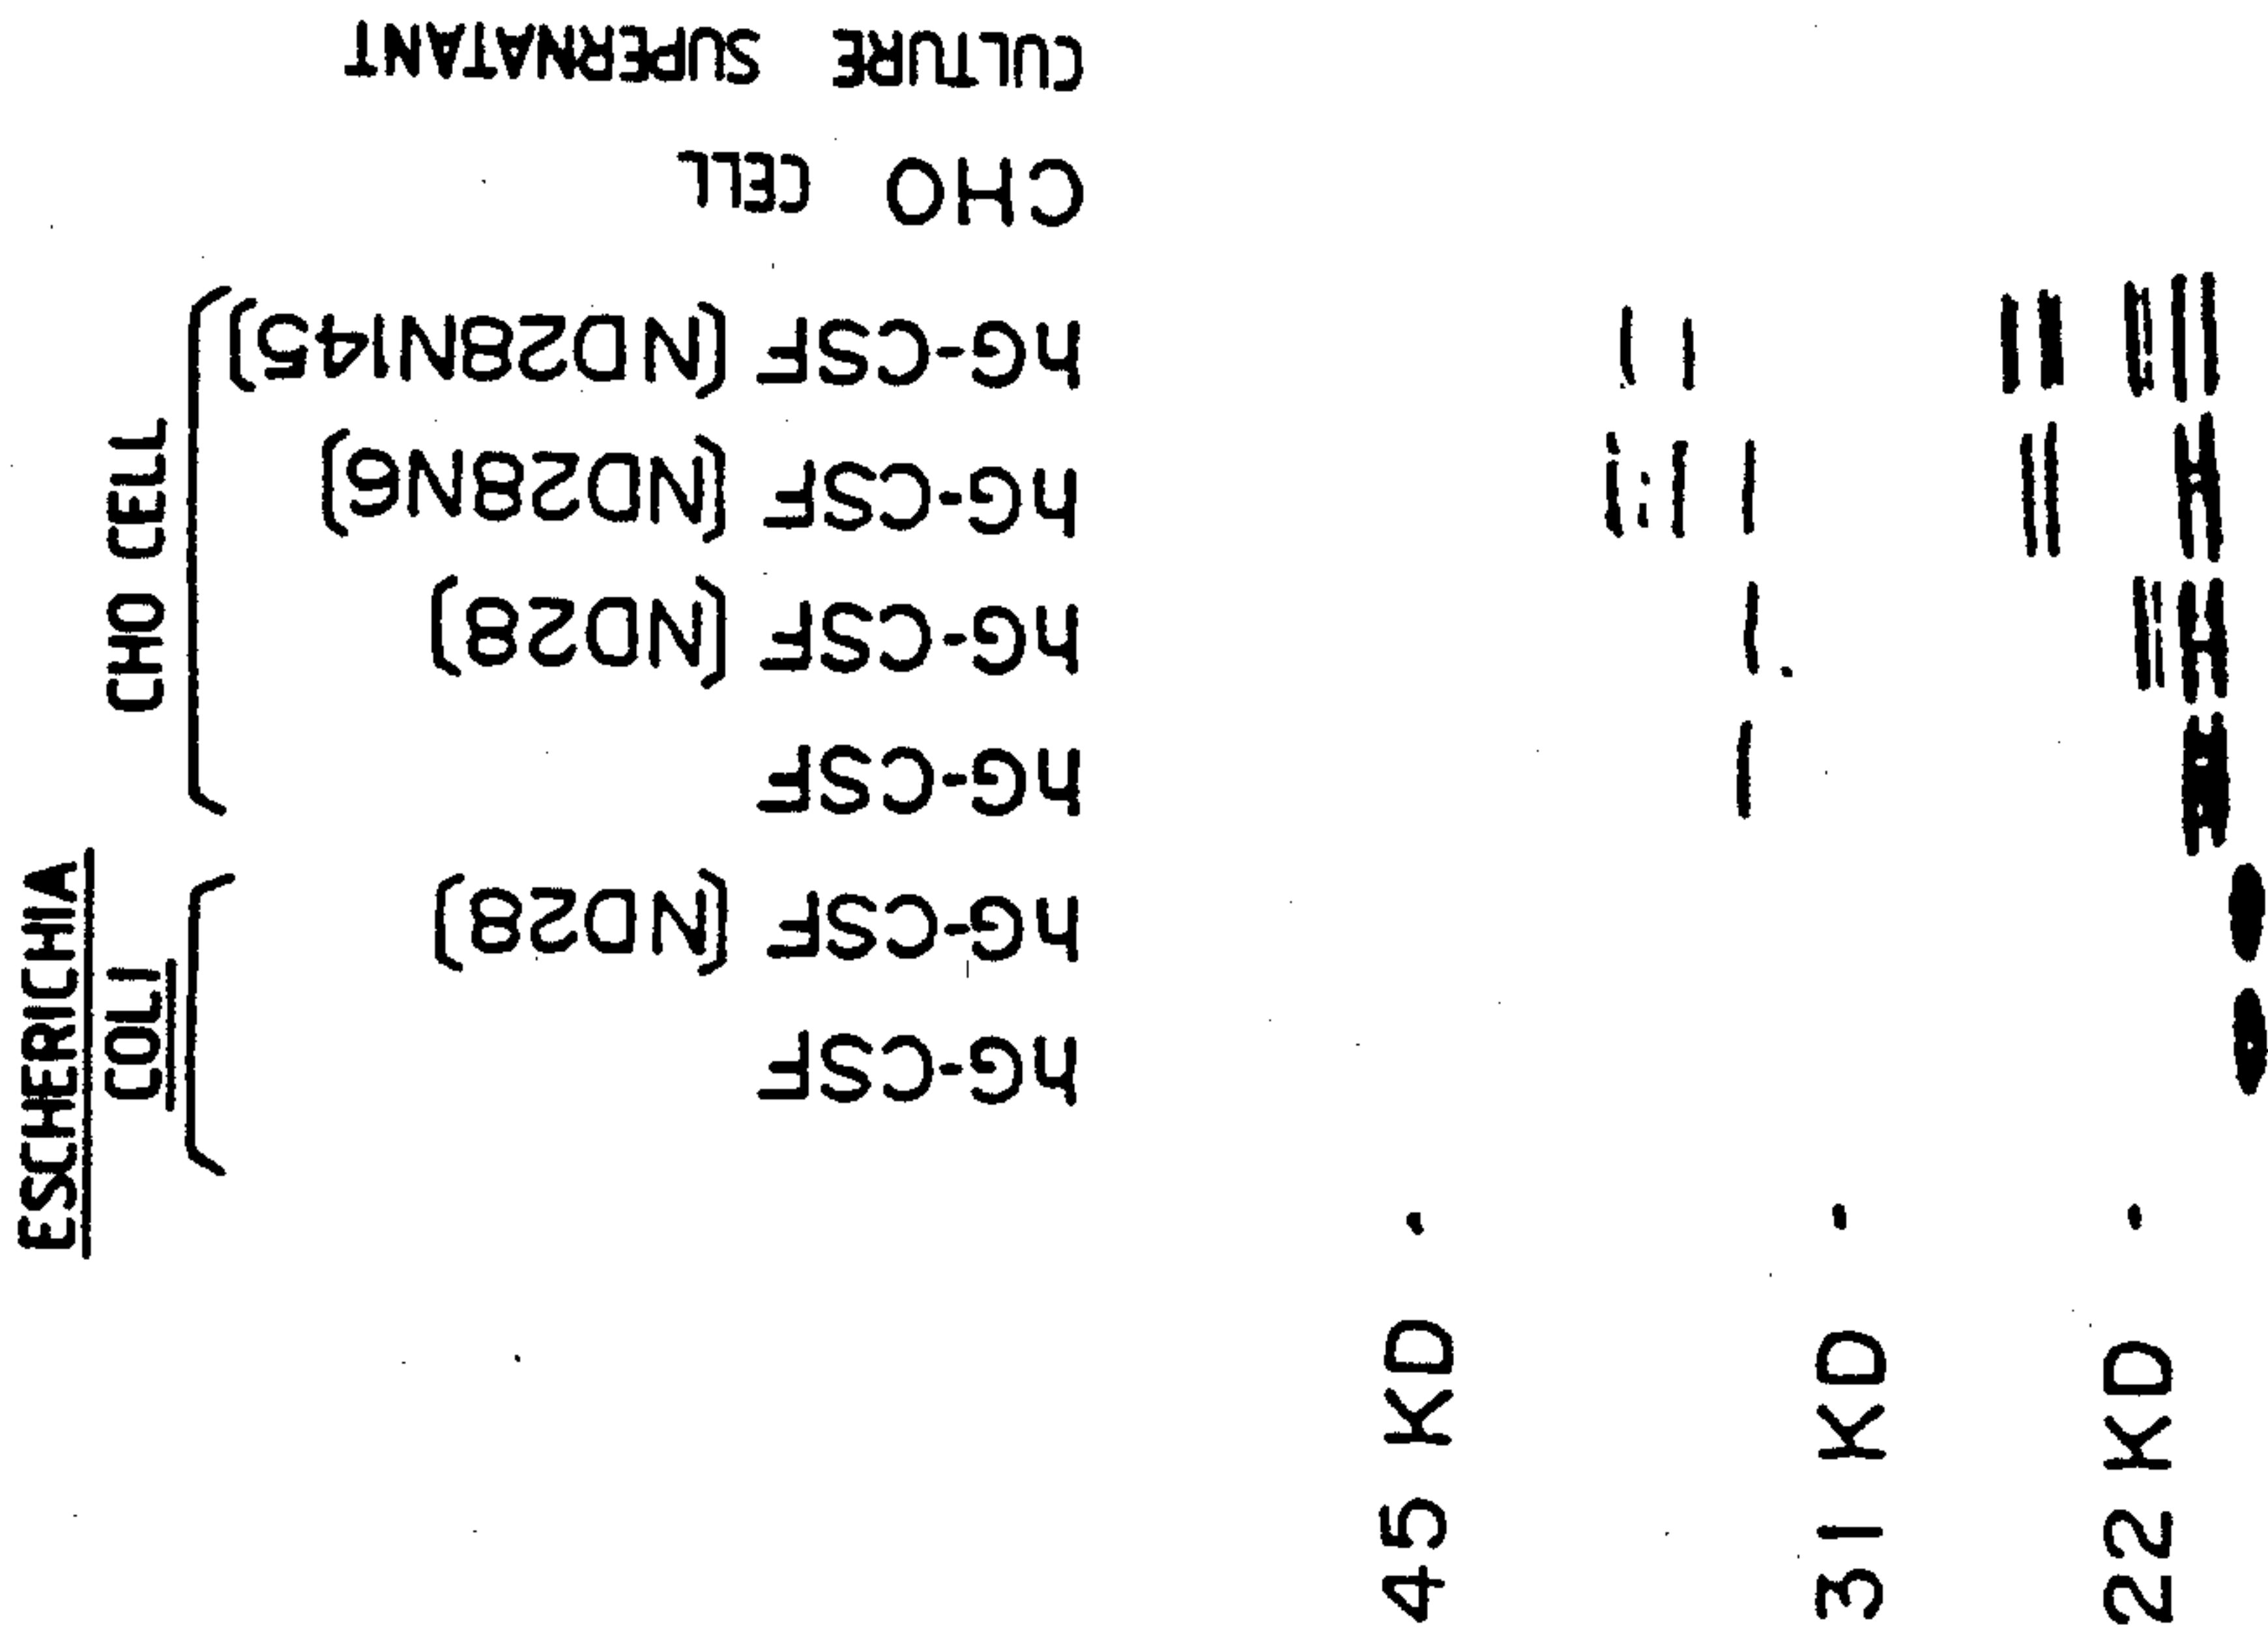 ESCHERICHIA
COLI
CHO CELL
hG-CSF
hG-CSF (ND28)
hG-CSF
hG-CSF (ND28)
hG-CSF (ND28N6)
hG-CSF (ND28N145)
CHO CELL
CULTURE SUPERNATANT
45 KD
31 KD
22 KD